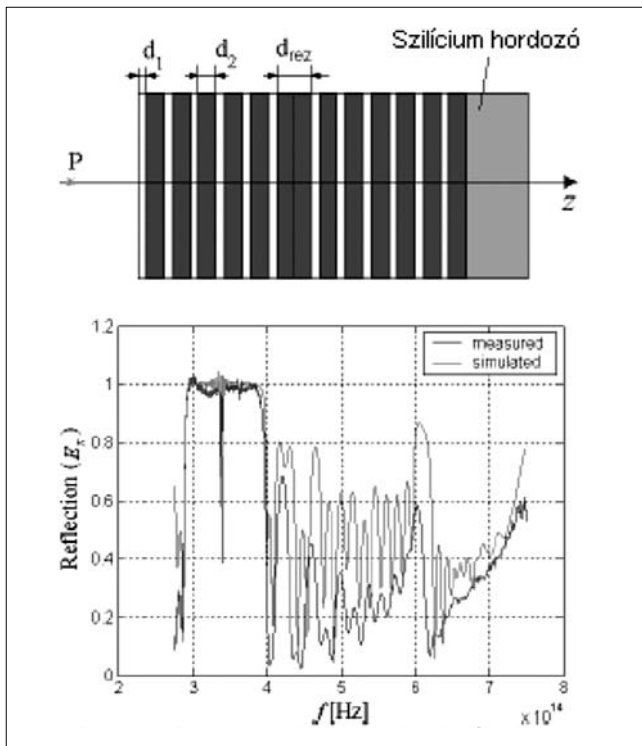 Szilícium hordozó
d1 d2 drez
P
z
1.2
1
0.8
0.6
0.4
0.2
0
Reflection (Ex)
measured
simulated
2 3 4 5 6 7 8
f[Hz]
×10^14